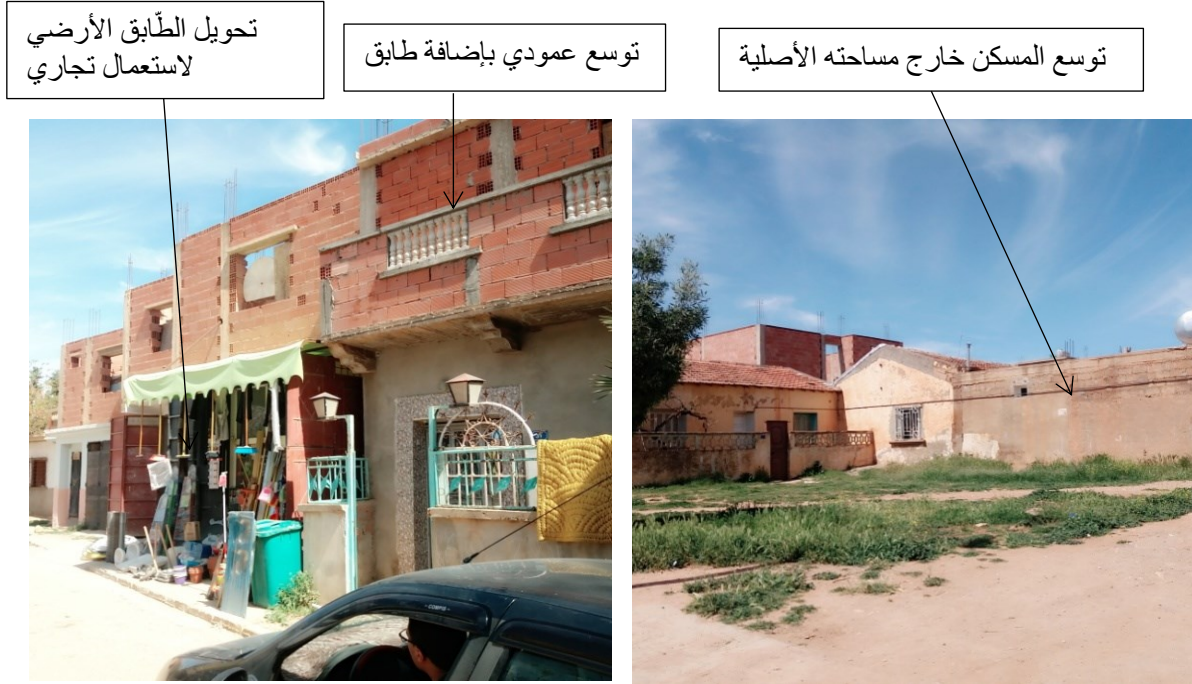 تحويل الطّابق الأرضي
لاستعمال تجاري
توسع عمودي بإضافة طابق
توسع المسكن خارج مساحته الأصلية